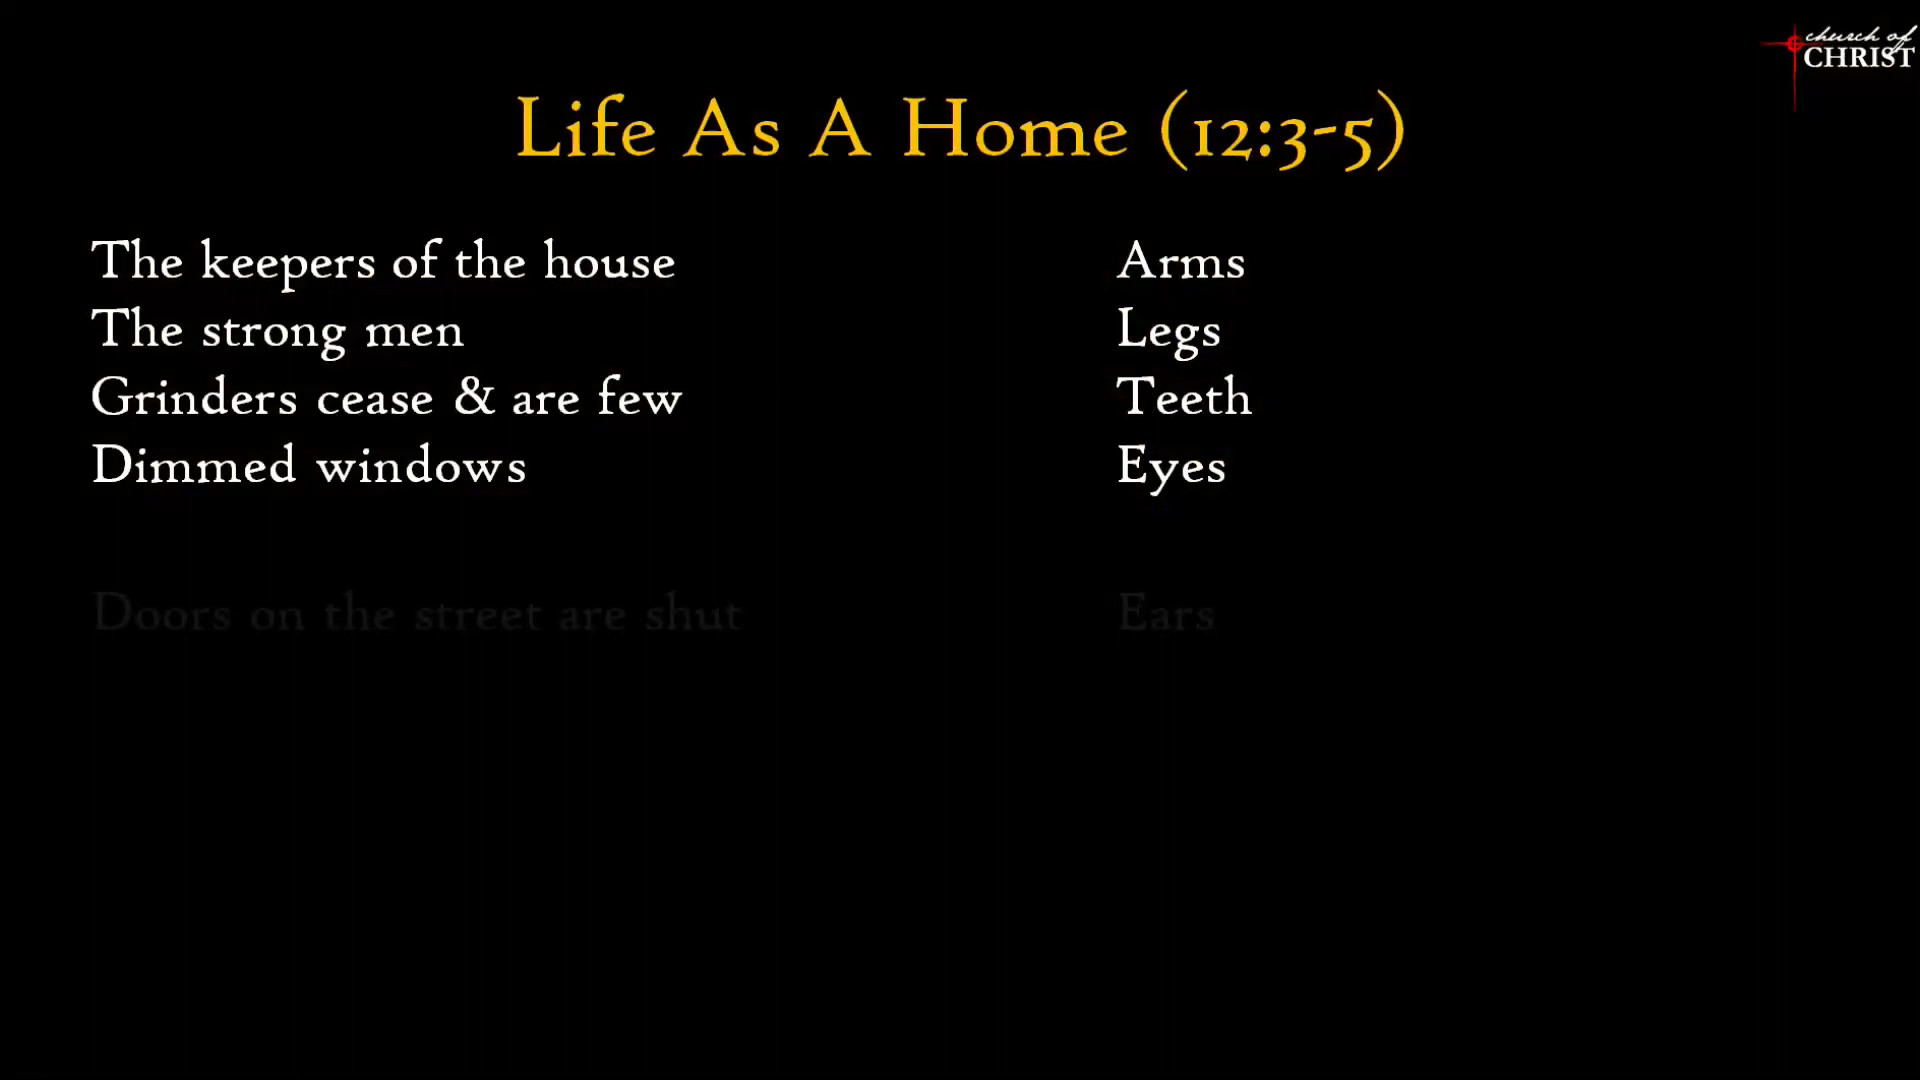 church of
CHRIST
Life As A Home (12:3-5)
The keepers of the house Arms
The strong men Legs
Grinders cease & are few Teeth
Dimmed windows Eyes
Doors on the street are shut Ears